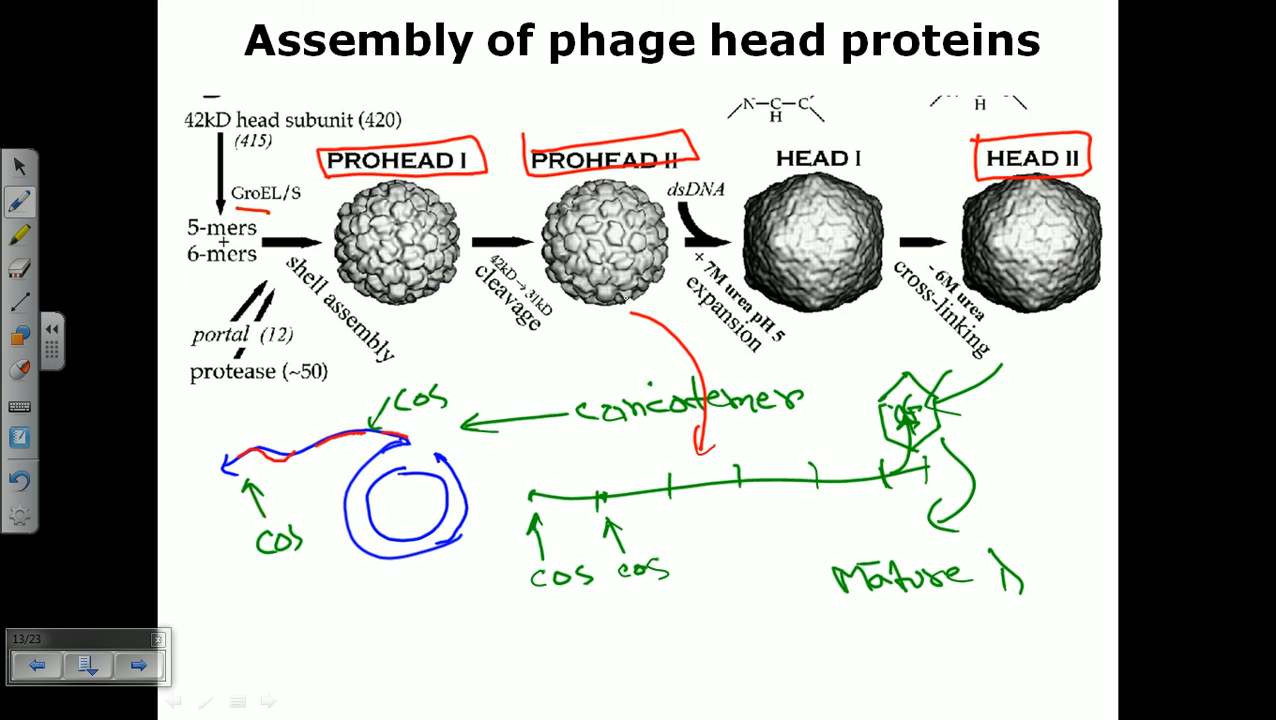 Assembly of phage head proteins
42kD head subunit (420)
(415)
GroEL/S
5-mers
+
6-mers
portal (12)
protease (~50)
shell assembly
PROHEAD I
42kD → 31kD
cleavage
PROHEAD II
dsDNA
+ 7M urea pH 5
expansion
N-C-C
H
HEAD I
- 6M urea
cross-linking
H
HEAD II
cos
concatemer
cos
cos
cos
Mature λ
13/23